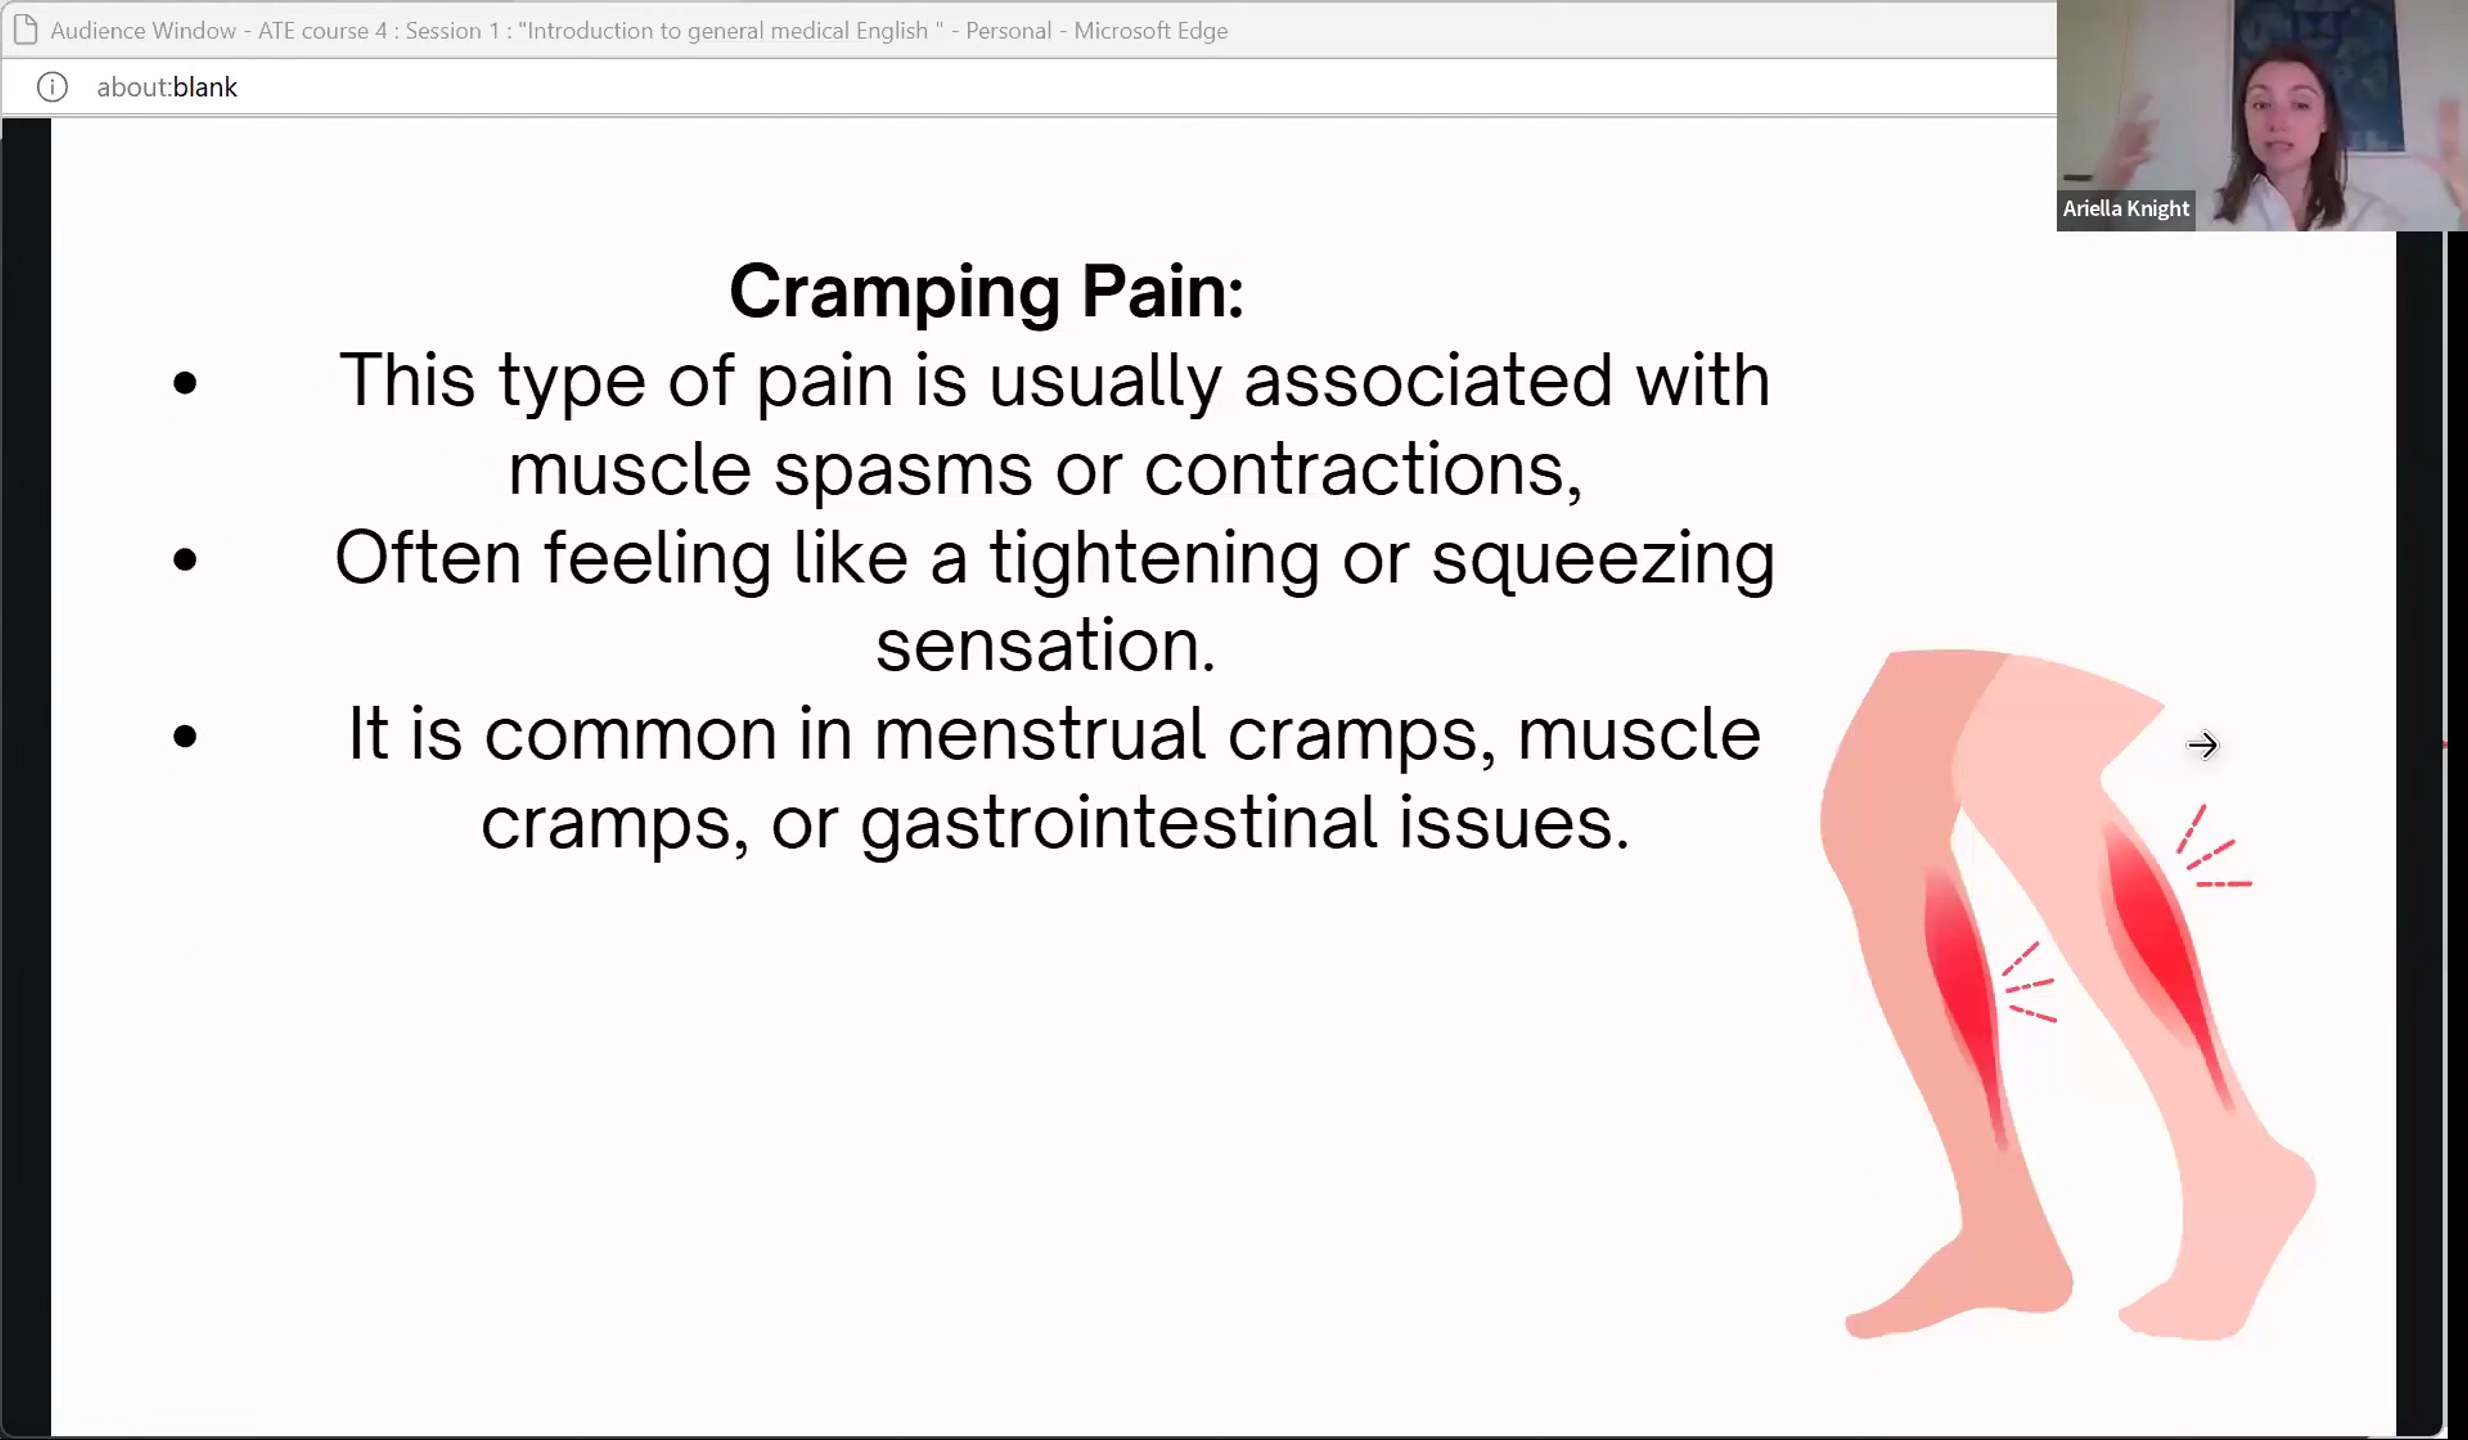 Audience Window - ATE course 4 : Session 1 : "Introduction to general medical English " - Personal - Microsoft Edge
about:blank
Ariella Knight
Cramping Pain:
• This type of pain is usually associated with
muscle spasms or contractions,
• Often feeling like a tightening or squeezing
sensation.
• It is common in menstrual cramps, muscle
cramps, or gastrointestinal issues.